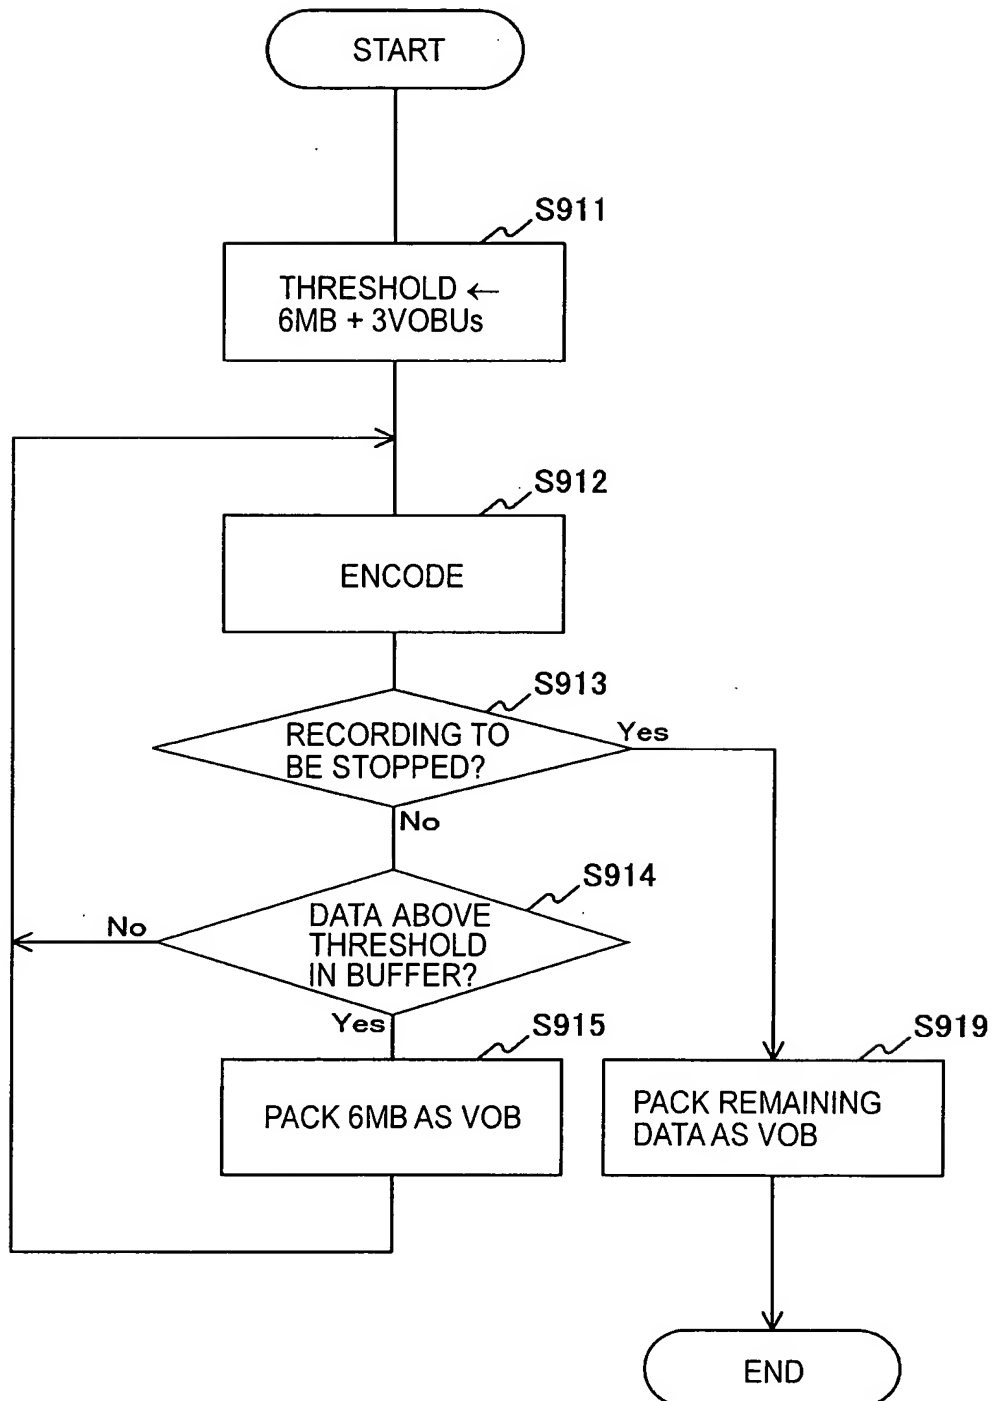 START
S911
THRESHOLD ←
6MB + 3VOBUs
S912
ENCODE
S913
RECORDING TO
BE STOPPED?
Yes
No
S914
DATA ABOVE
THRESHOLD
IN BUFFER?
No
Yes
S915
PACK 6MB AS VOB
S919
PACK REMAINING
DATA AS VOB
END